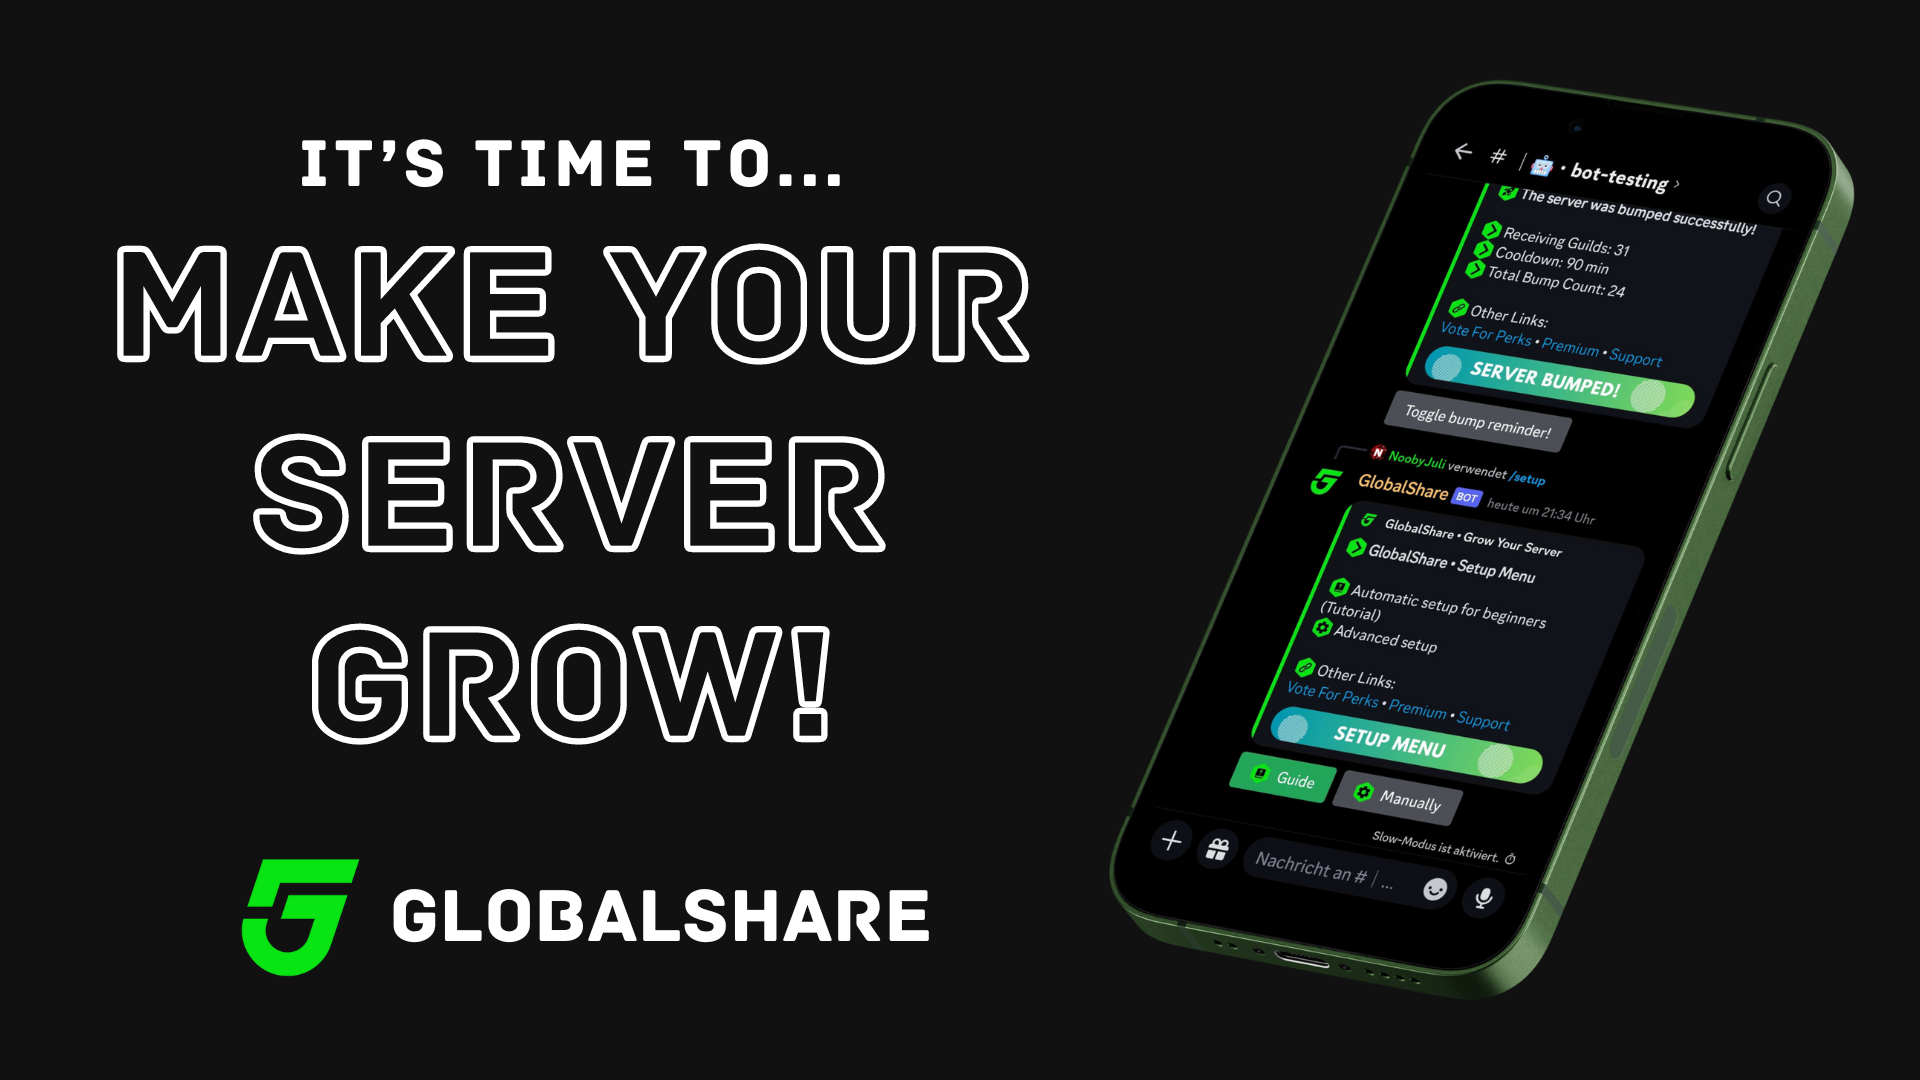 IT'S TIME TO...
MAKE YOUR
SERVER
GROW!
GLOBALSHARE
# | 🤖 • bot-testing ›
The server was bumped successfully!
Receiving Guilds: 31
Cooldown: 90 min
Total Bump Count: 24
Other Links:
Vote For Perks • Premium • Support
SERVER BUMPED!
Toggle bump reminder!
N NoobyJuli verwendet /setup
GlobalShare BOT heute um 21:34 Uhr
GlobalShare • Grow Your Server
GlobalShare • Setup Menu
Automatic setup for beginners
(Tutorial)
Advanced setup
Other Links:
Vote For Perks • Premium • Support
SETUP MENU
Guide Manually
Slow-Modus ist aktiviert.
Nachricht an # | ...